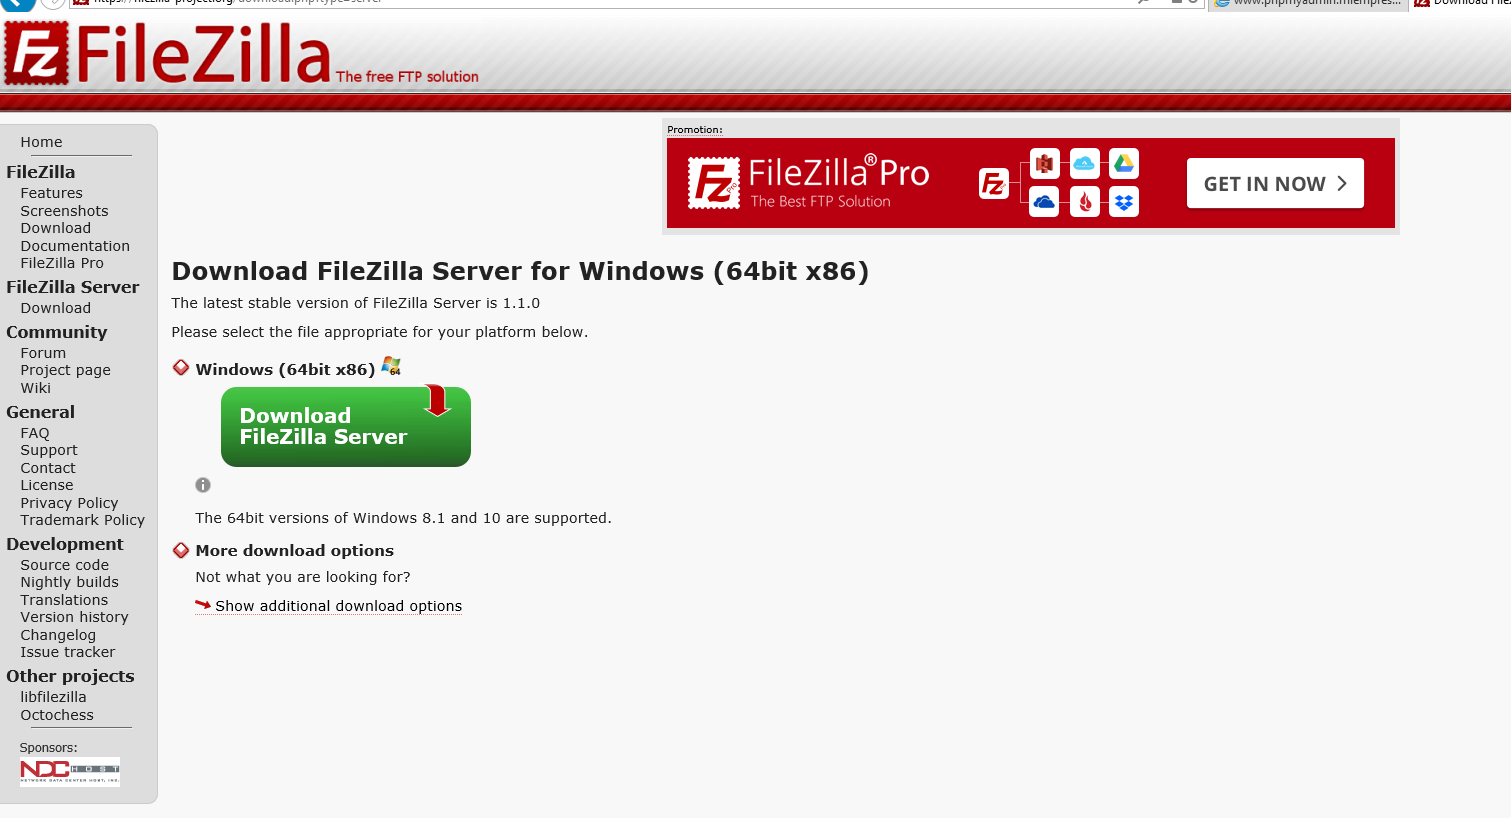 https://filezilla-project.org/download.php?type=server
www.phpmyadmin.miempres...
FileZilla The free FTP solution
Home
FileZilla
Features
Screenshots
Download
Documentation
FileZilla Pro
FileZilla Server
Download
Community
Forum
Project page
Wiki
General
FAQ
Support
Contact
License
Privacy Policy
Trademark Policy
Development
Source code
Nightly builds
Translations
Version history
Changelog
Issue tracker
Other projects
libfilezilla
Octochess
Sponsors:
NDCHOST
NETWORK DATA CENTER HOST, INC.
Promotion:
Fz Pro
FileZilla® Pro
The Best FTP Solution
GET IN NOW
Download FileZilla Server for Windows (64bit x86)
The latest stable version of FileZilla Server is 1.1.0
Please select the file appropriate for your platform below.
Windows (64bit x86)
64
Download
FileZilla Server
The 64bit versions of Windows 8.1 and 10 are supported.
More download options
Not what you are looking for?
Show additional download options